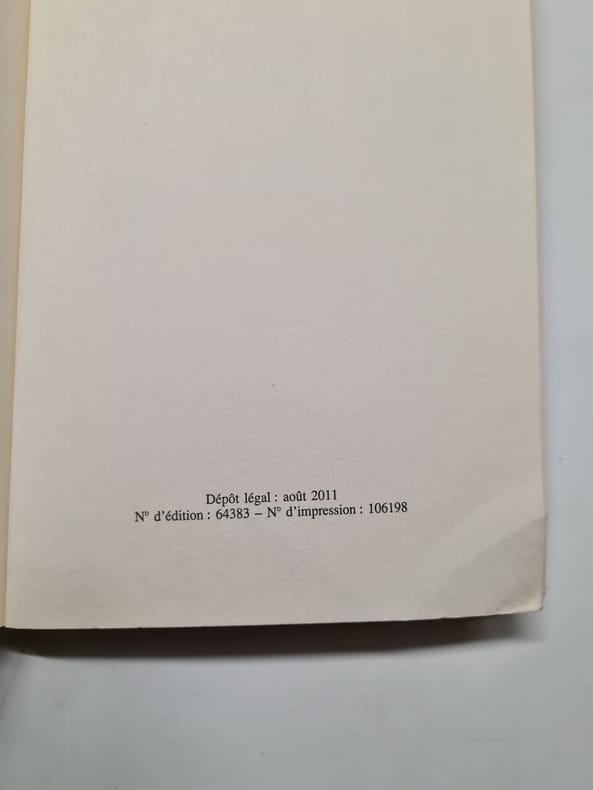 Dépôt légal : août 2011
N° d'édition : 64383 – N° d'impression : 106198